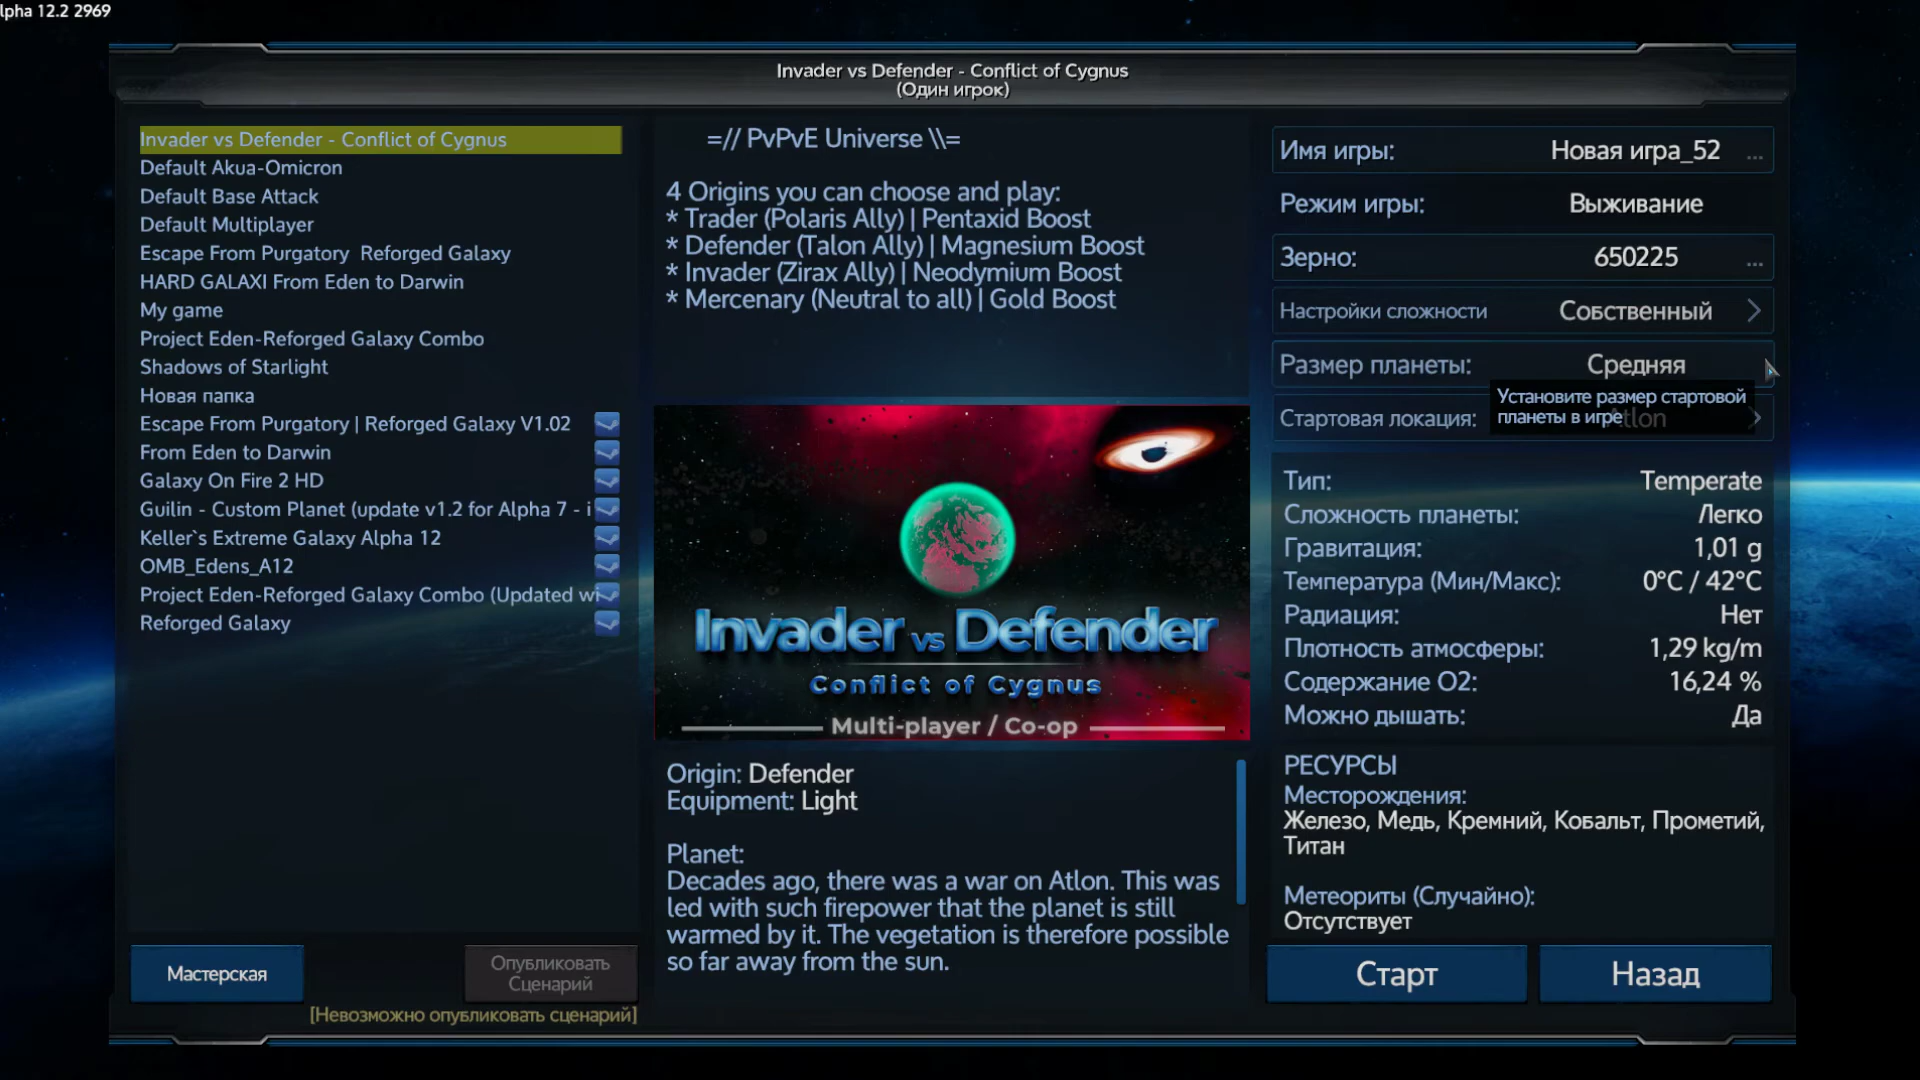 lpha 12.2 2969
Invader vs Defender - Conflict of Cygnus
(Один игрок)
Invader vs Defender - Conflict of Cygnus
Default Akua-Omicron
Default Base Attack
Default Multiplayer
Escape From Purgatory  Reforged Galaxy
HARD GALAXI From Eden to Darwin
My game
Project Eden-Reforged Galaxy Combo
Shadows of Starlight
Новая папка
Escape From Purgatory | Reforged Galaxy V1.02
From Eden to Darwin
Galaxy On Fire 2 HD
Guilin - Custom Planet (update v1.2 for Alpha 7 - i
Keller`s Extreme Galaxy Alpha 12
OMB_Edens_A12
Project Eden-Reforged Galaxy Combo (Updated wi
Reforged Galaxy
Мастерская
Опубликовать
Сценарий
[Невозможно опубликовать сценарий]
=// PvPvE Universe \\=
4 Origins you can choose and play:
* Trader (Polaris Ally) | Pentaxid Boost
* Defender (Talon Ally) | Magnesium Boost
* Invader (Zirax Ally) | Neodymium Boost
* Mercenary (Neutral to all) | Gold Boost
Invader vs Defender
Conflict of Cygnus
Multi-player / Co-op
Origin: Defender
Equipment: Light
Planet:
Decades ago, there was a war on Atlon. This was
led with such firepower that the planet is still
warmed by it. The vegetation is therefore possible
so far away from the sun.
Имя игры: Новая игра_52 ...
Режим игры: Выживание
Зерно: 650225 ...
Настройки сложности Собственный
Размер планеты: Средняя
Установите размер стартовой
планеты в игре
Стартовая локация: Atlon
Тип: Temperate
Сложность планеты: Легко
Гравитация: 1,01 g
Температура (Мин/Макс): 0°C / 42°C
Радиация: Нет
Плотность атмосферы: 1,29 kg/m
Содержание O2: 16,24 %
Можно дышать: Да
РЕСУРСЫ
Месторождения:
Железо, Медь, Кремний, Кобальт, Прометий,
Титан
Метеориты (Случайно):
Отсутствует
Старт
Назад